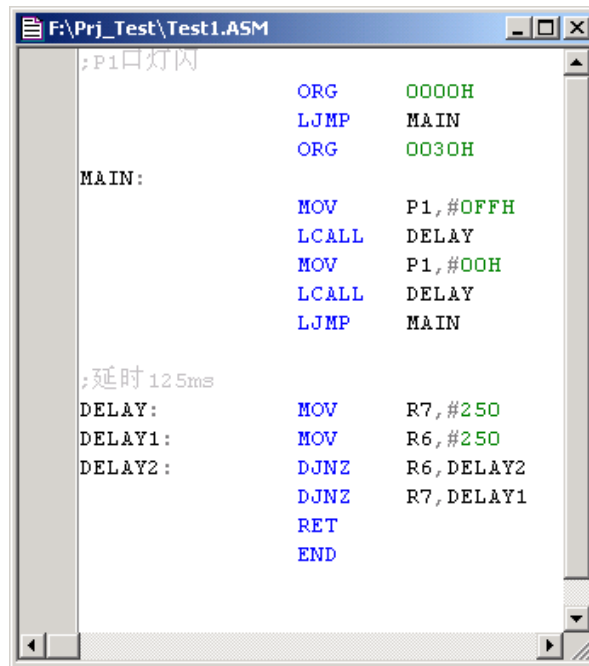 F:\Prj_Test\Test1.ASM
;P1口灯闪
ORG 0000H
LJMP MAIN
ORG 0030H
MAIN:
MOV P1,#0FFH
LCALL DELAY
MOV P1,#00H
LCALL DELAY
LJMP MAIN
;延时125ms
DELAY: MOV R7,#250
DELAY1: MOV R6,#250
DELAY2: DJNZ R6,DELAY2
DJNZ R7,DELAY1
RET
END